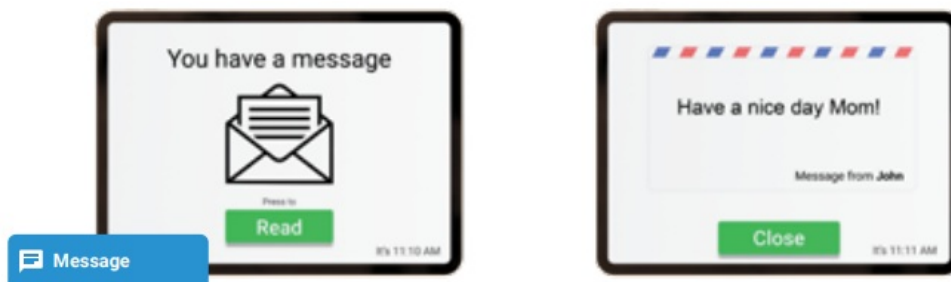 You have a message
Press to
Read
It's 11:10 AM
Have a nice day Mom!
Message from John
Close
It's 11:11 AM
Message